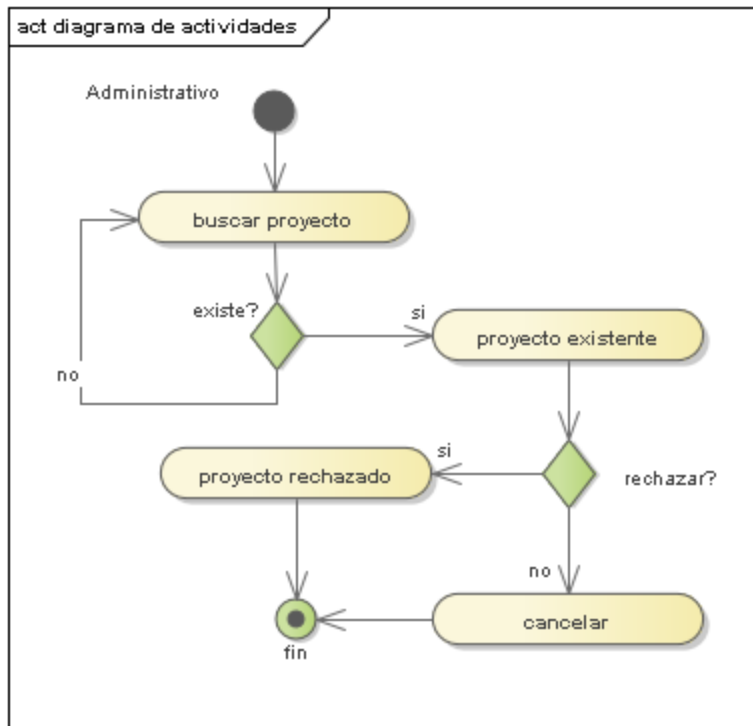 act diagrama de actividades
Administrativo
buscar proyecto
existe?
si
proyecto existente
no
si
proyecto rechazado
rechazar?
no
cancelar
fin